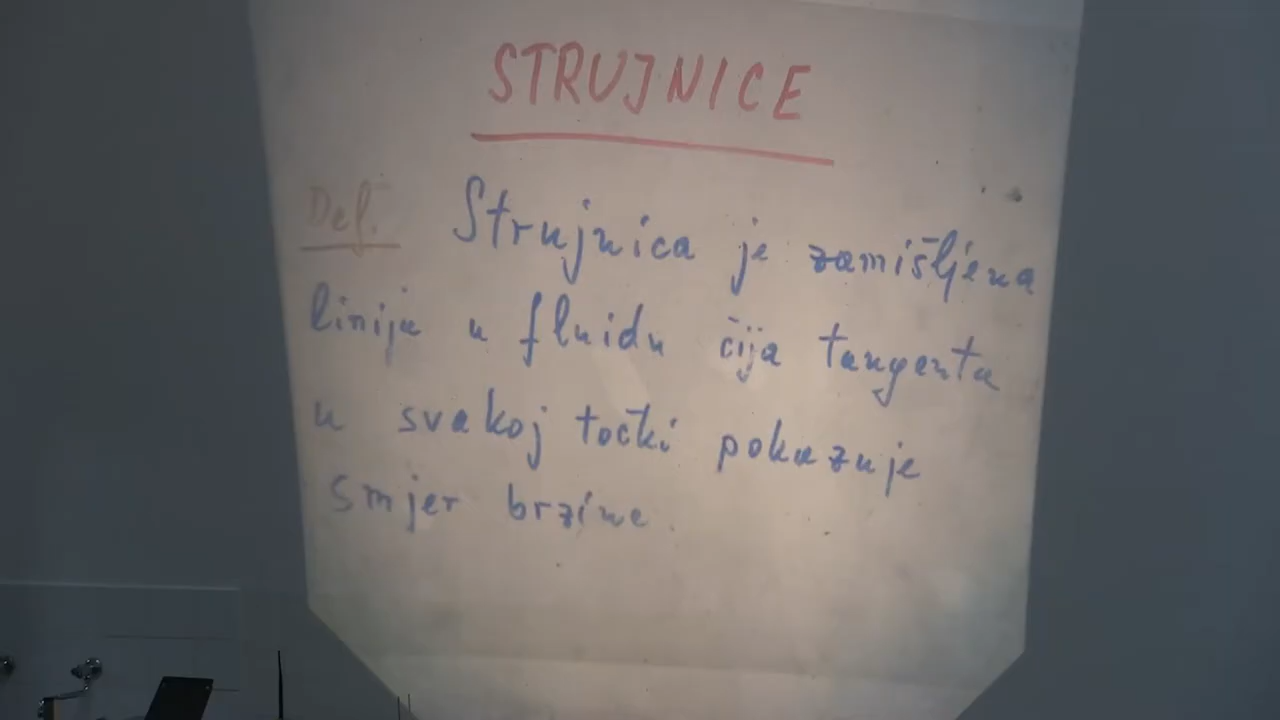 STRUJNICE
Def. Strujnica je zamišljena
linija u fluidu čija tangenta
u svakoj točki pokazuje
smjer brzine.